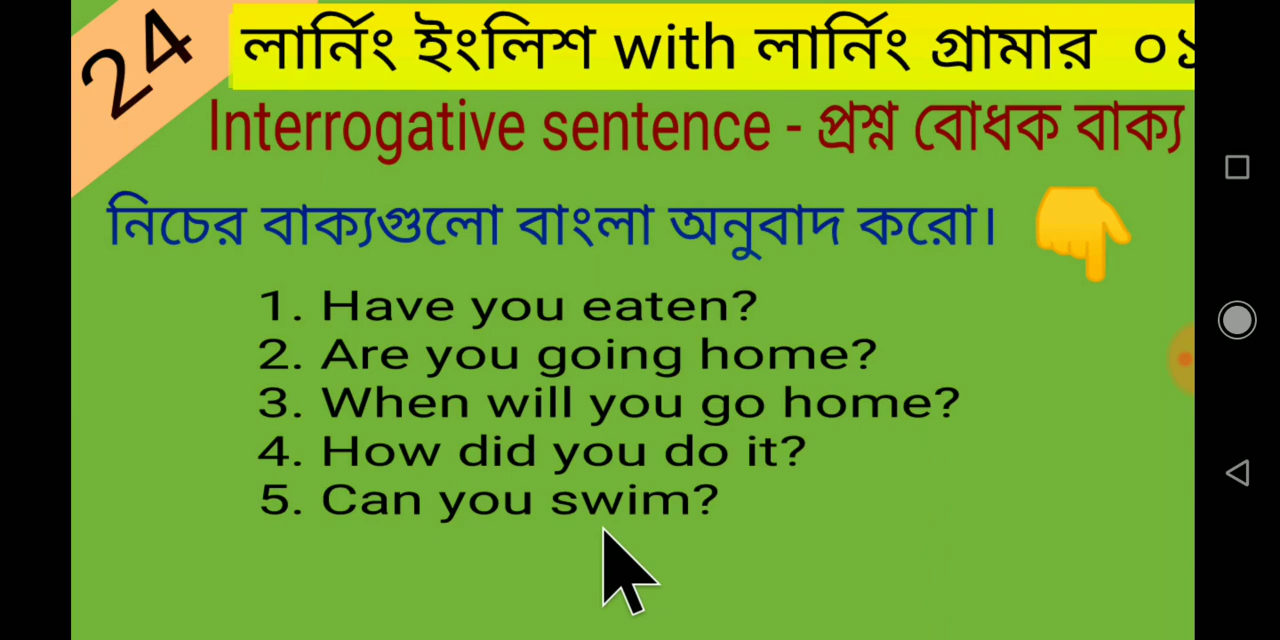 24
লার্নিং ইংলিশ with লার্নিং গ্রামার ০১
Interrogative sentence - প্রশ্ন বোধক বাক্য
নিচের বাক্যগুলো বাংলা অনুবাদ করো।
1. Have you eaten?
2. Are you going home?
3. When will you go home?
4. How did you do it?
5. Can you swim?